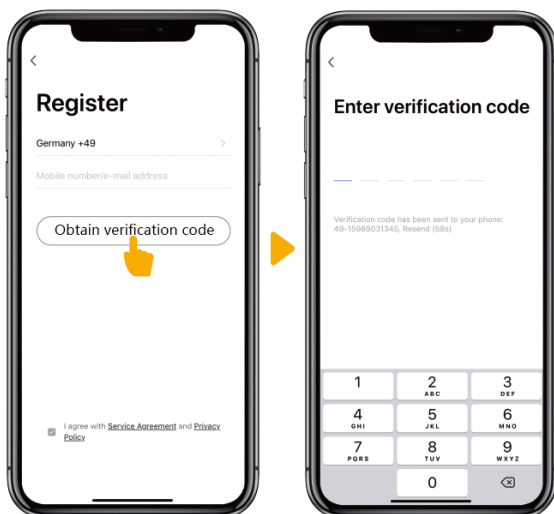 Register
Germany +49
Mobile number/e-mail address
Obtain verification code
I agree with Service Agreement and Privacy
Policy
Enter verification code
Verification code has been sent to your phone:
49-15989031345, Resend (58s)
1
2
ABC
3
DEF
4
GHI
5
JKL
6
MNO
7
PQRS
8
TUV
9
WXYZ
0